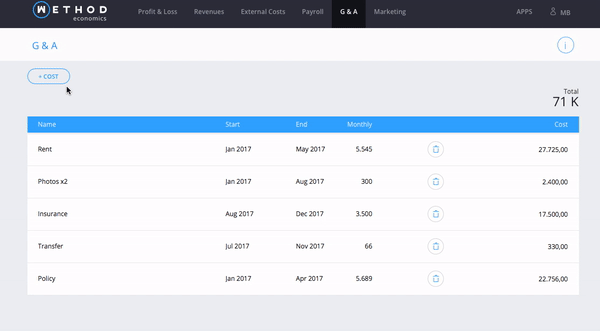 METHOD
economics
Profit & Loss Revenues External Costs Payroll G & A Marketing APPS MB
G & A i
+ COST
Total
71 K
Name Start End Monthly Cost
Rent Jan 2017 May 2017 5.545 27.725,00
Photos x2 Jan 2017 Aug 2017 300 2.400,00
Insurance Aug 2017 Dec 2017 3.500 17.500,00
Transfer Jul 2017 Nov 2017 66 330,00
Policy Jan 2017 Apr 2017 5.689 22.756,00